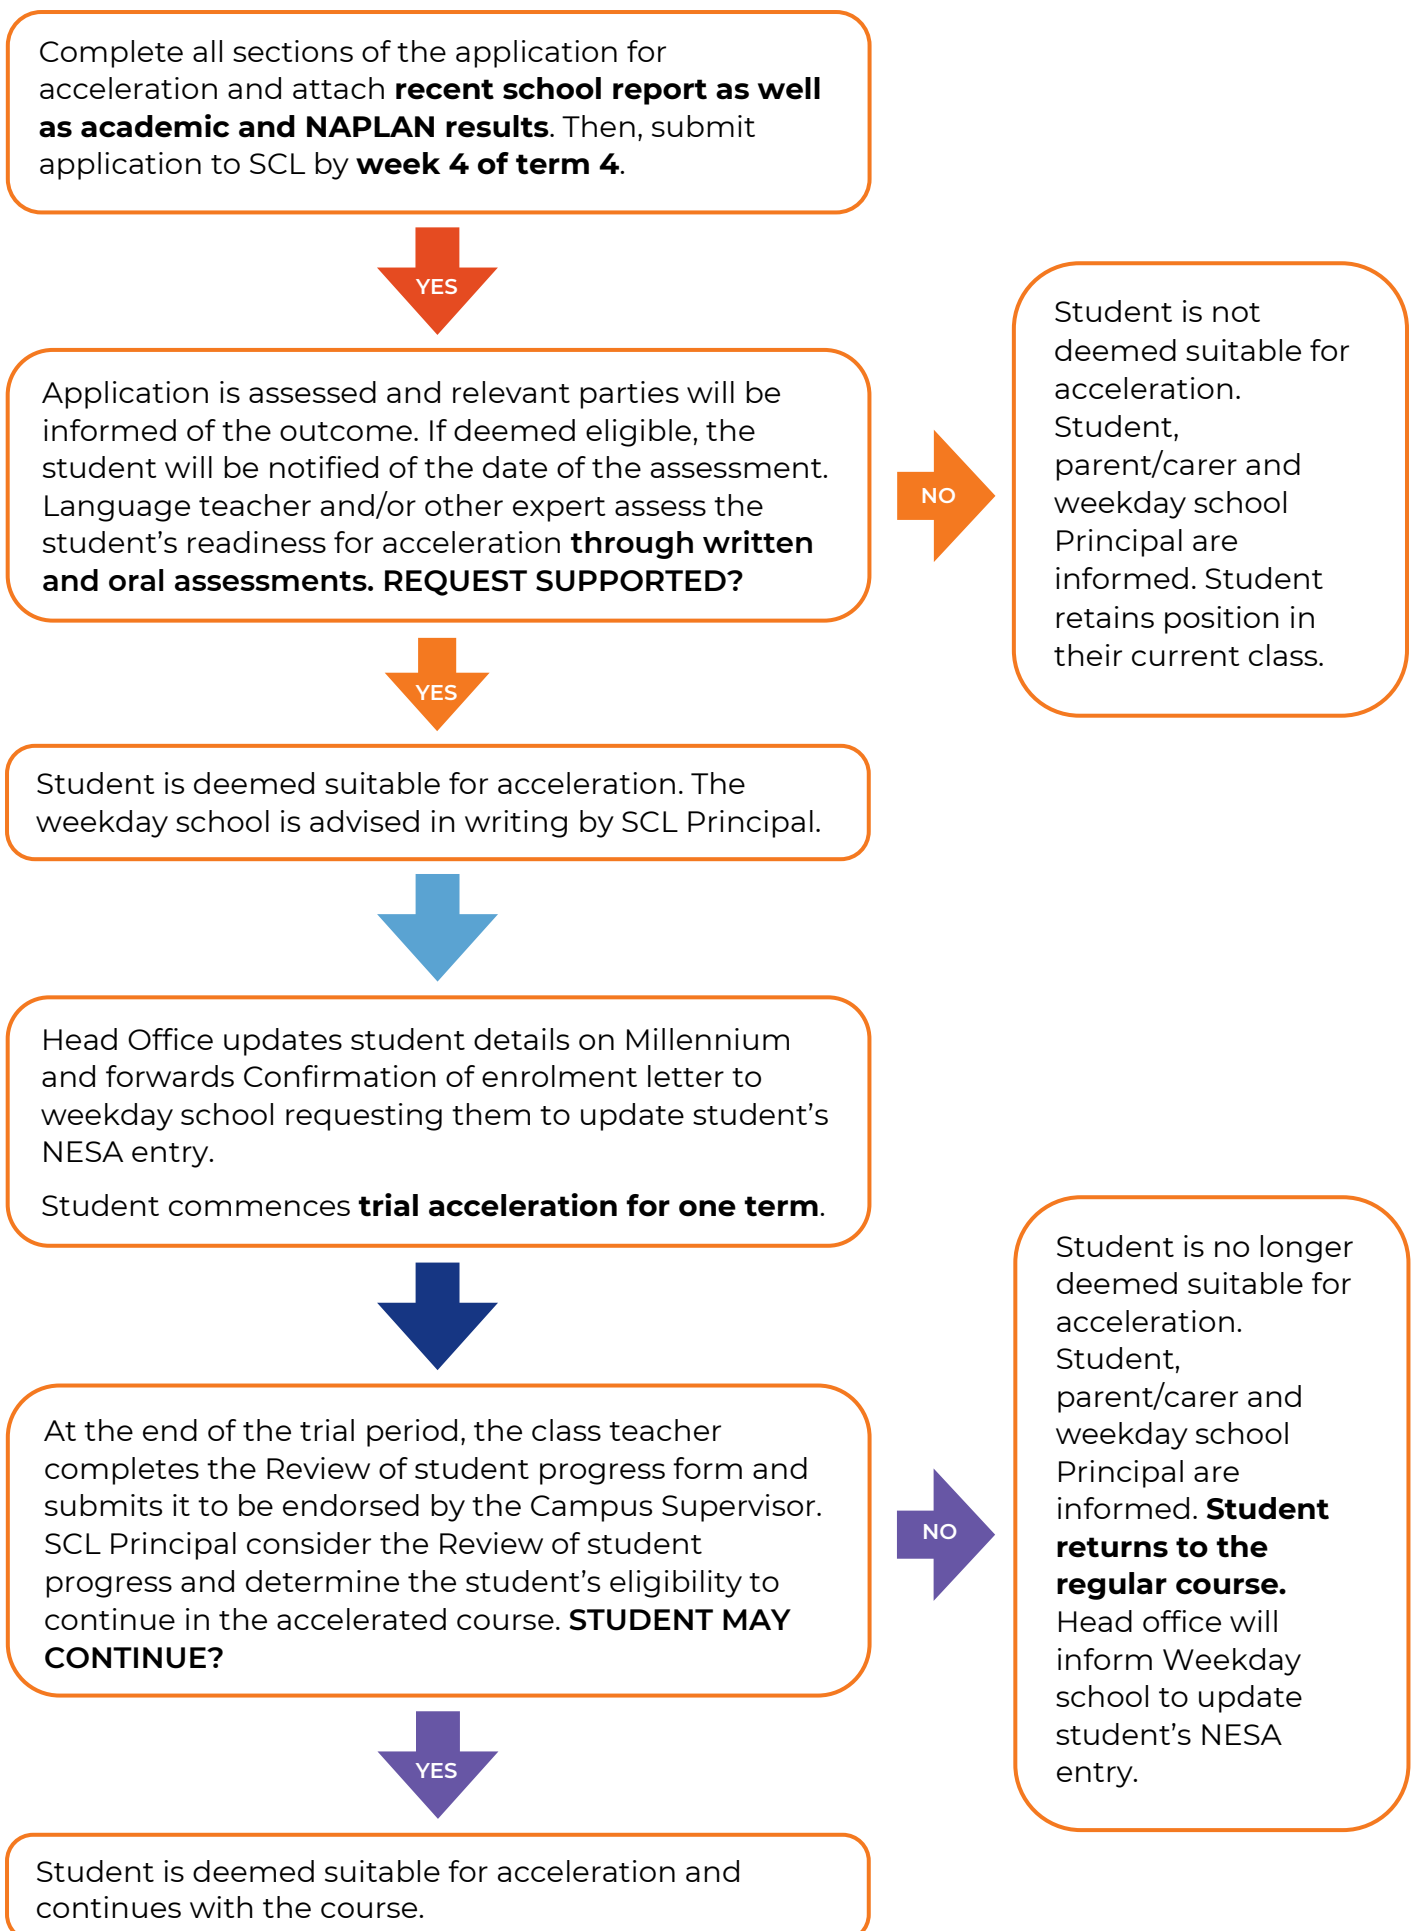 Complete all sections of the application for
acceleration and attach recent school report as well
as academic and NAPLAN results. Then, submit
application to SCL by week 4 of term 4.
YES
Application is assessed and relevant parties will be
informed of the outcome. If deemed eligible, the
student will be notified of the date of the assessment.
Language teacher and/or other expert assess the
student’s readiness for acceleration through written
and oral assessments. REQUEST SUPPORTED?
NO
Student is not
deemed suitable for
acceleration.
Student,
parent/carer and
weekday school
Principal are
informed. Student
retains position in
their current class.
YES
Student is deemed suitable for acceleration. The
weekday school is advised in writing by SCL Principal.
Head Office updates student details on Millennium
and forwards Confirmation of enrolment letter to
weekday school requesting them to update student’s
NESA entry.
Student commences trial acceleration for one term.
At the end of the trial period, the class teacher
completes the Review of student progress form and
submits it to be endorsed by the Campus Supervisor.
SCL Principal consider the Review of student
progress and determine the student’s eligibility to
continue in the accelerated course. STUDENT MAY
CONTINUE?
NO
Student is no longer
deemed suitable for
acceleration.
Student,
parent/carer and
weekday school
Principal are
informed. Student
returns to the
regular course.
Head office will
inform Weekday
school to update
student’s NESA
entry.
YES
Student is deemed suitable for acceleration and
continues with the course.